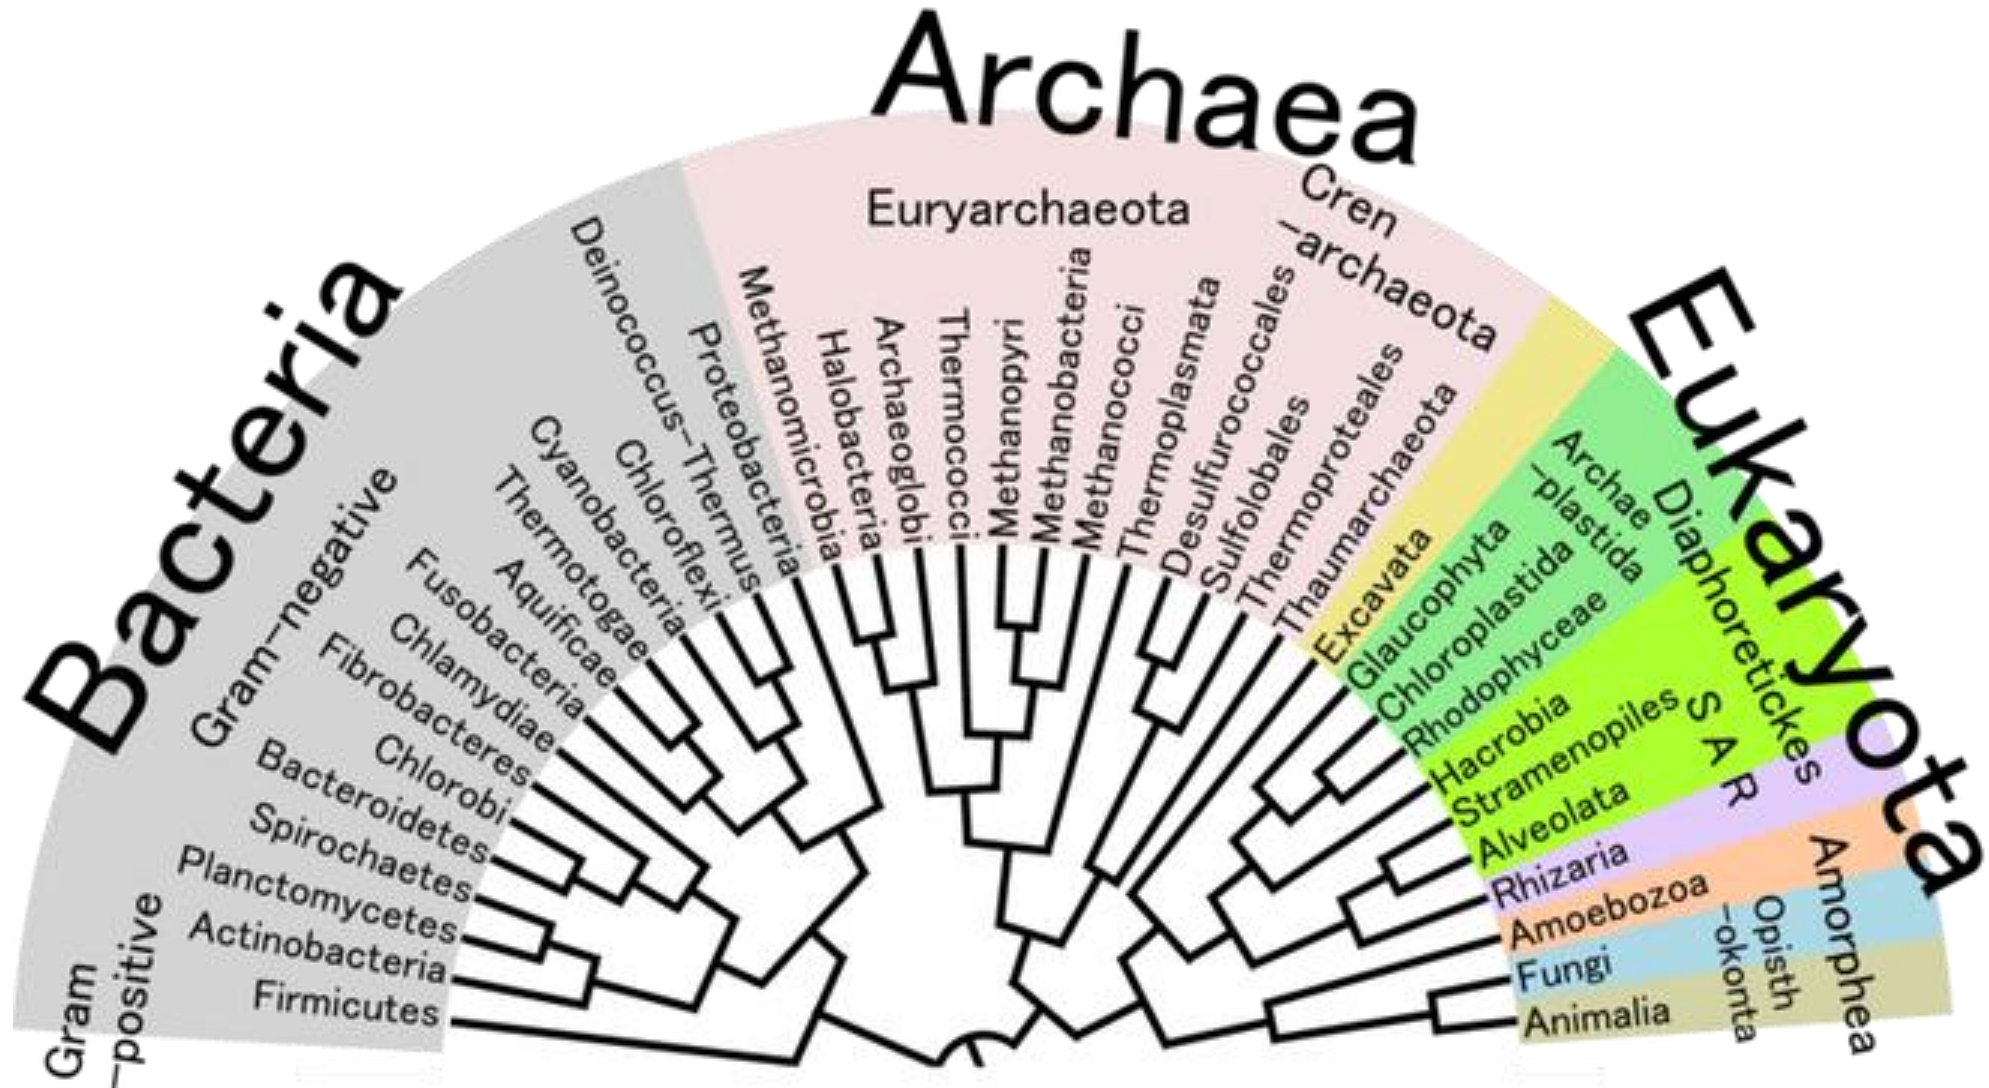 Archaea
Bacteria
Eukaryota
Gram
-positive
Gram-negative
Firmicutes
Actinobacteria
Planctomycetes
Spirochaetes
Bacteroidetes
Chlorobi
Fibrobacteres
Chlamydiae
Fusobacteria
Aquificae
Thermotogae
Cyanobacteria
Chloroflexi
Deinococcus-Thermus
Proteobacteria
Euryarchaeota
Methanomicrobia
Halobacteria
Archaeoglobi
Thermococci
Methanopyri
Methanobacteria
Methanococci
Thermoplasmata
Cren
-archaeota
Desulfurococcales
Sulfolobales
Thermoproteales
Thaumarchaeota
Excavata
Archae
-plastida
Diaphoretickes
Glaucophyta
Chloroplastida
Rhodophyceae
Hacrobia
SAR
Stramenopiles
Alveolata
Rhizaria
Amorphea
Amoebozoa
Opisth
-okonta
Fungi
Animalia